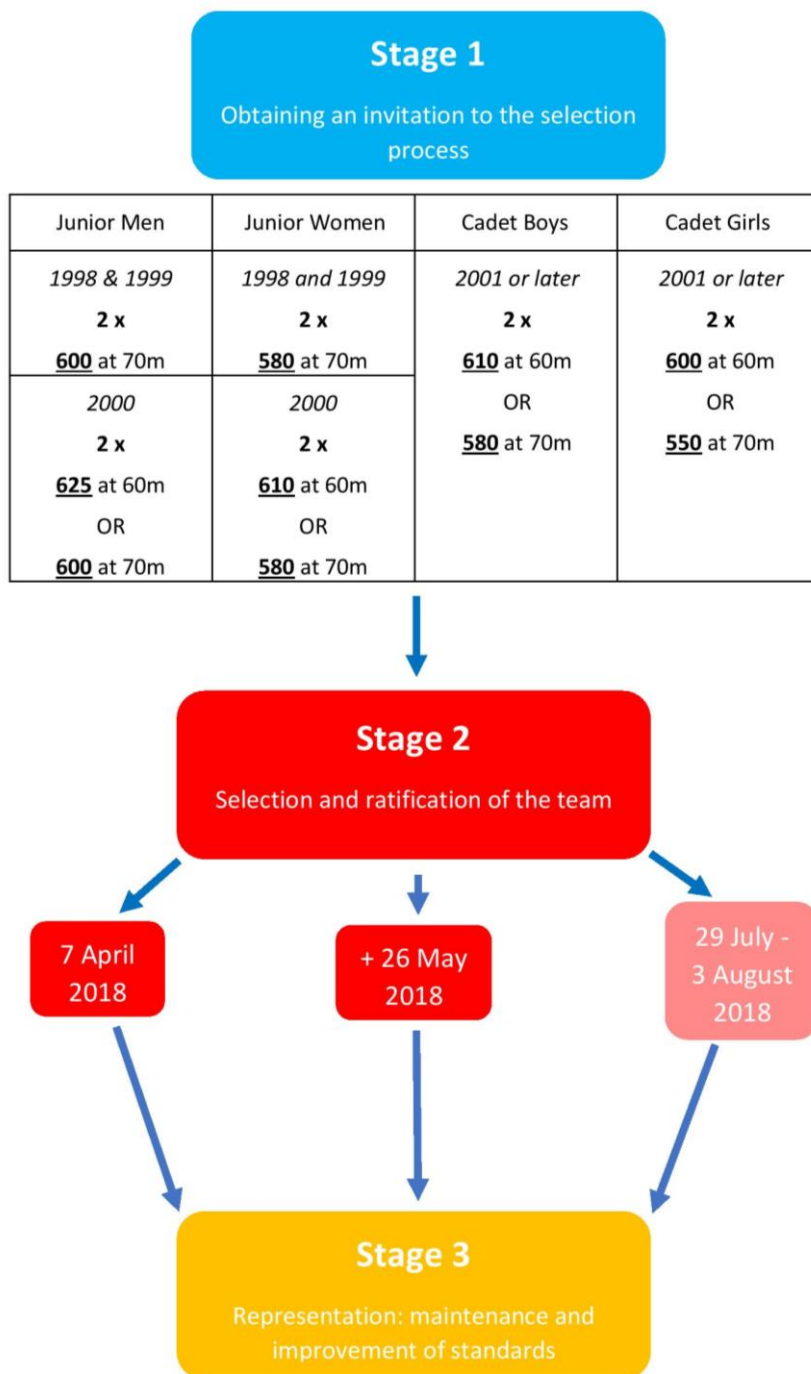 Stage 1
Obtaining an invitation to the selection
process
Junior Men
Junior Women
Cadet Boys
Cadet Girls
1998 & 1999
2 x
600 at 70m
1998 and 1999
2 x
580 at 70m
2001 or later
2 x
610 at 60m
OR
580 at 70m
2001 or later
2 x
600 at 60m
OR
550 at 70m
2000
2 x
625 at 60m
OR
600 at 70m
2000
2 x
610 at 60m
OR
580 at 70m
Stage 2
Selection and ratification of the team
7 April
2018
+ 26 May
2018
29 July -
3 August
2018
Stage 3
Representation: maintenance and
improvement of standards